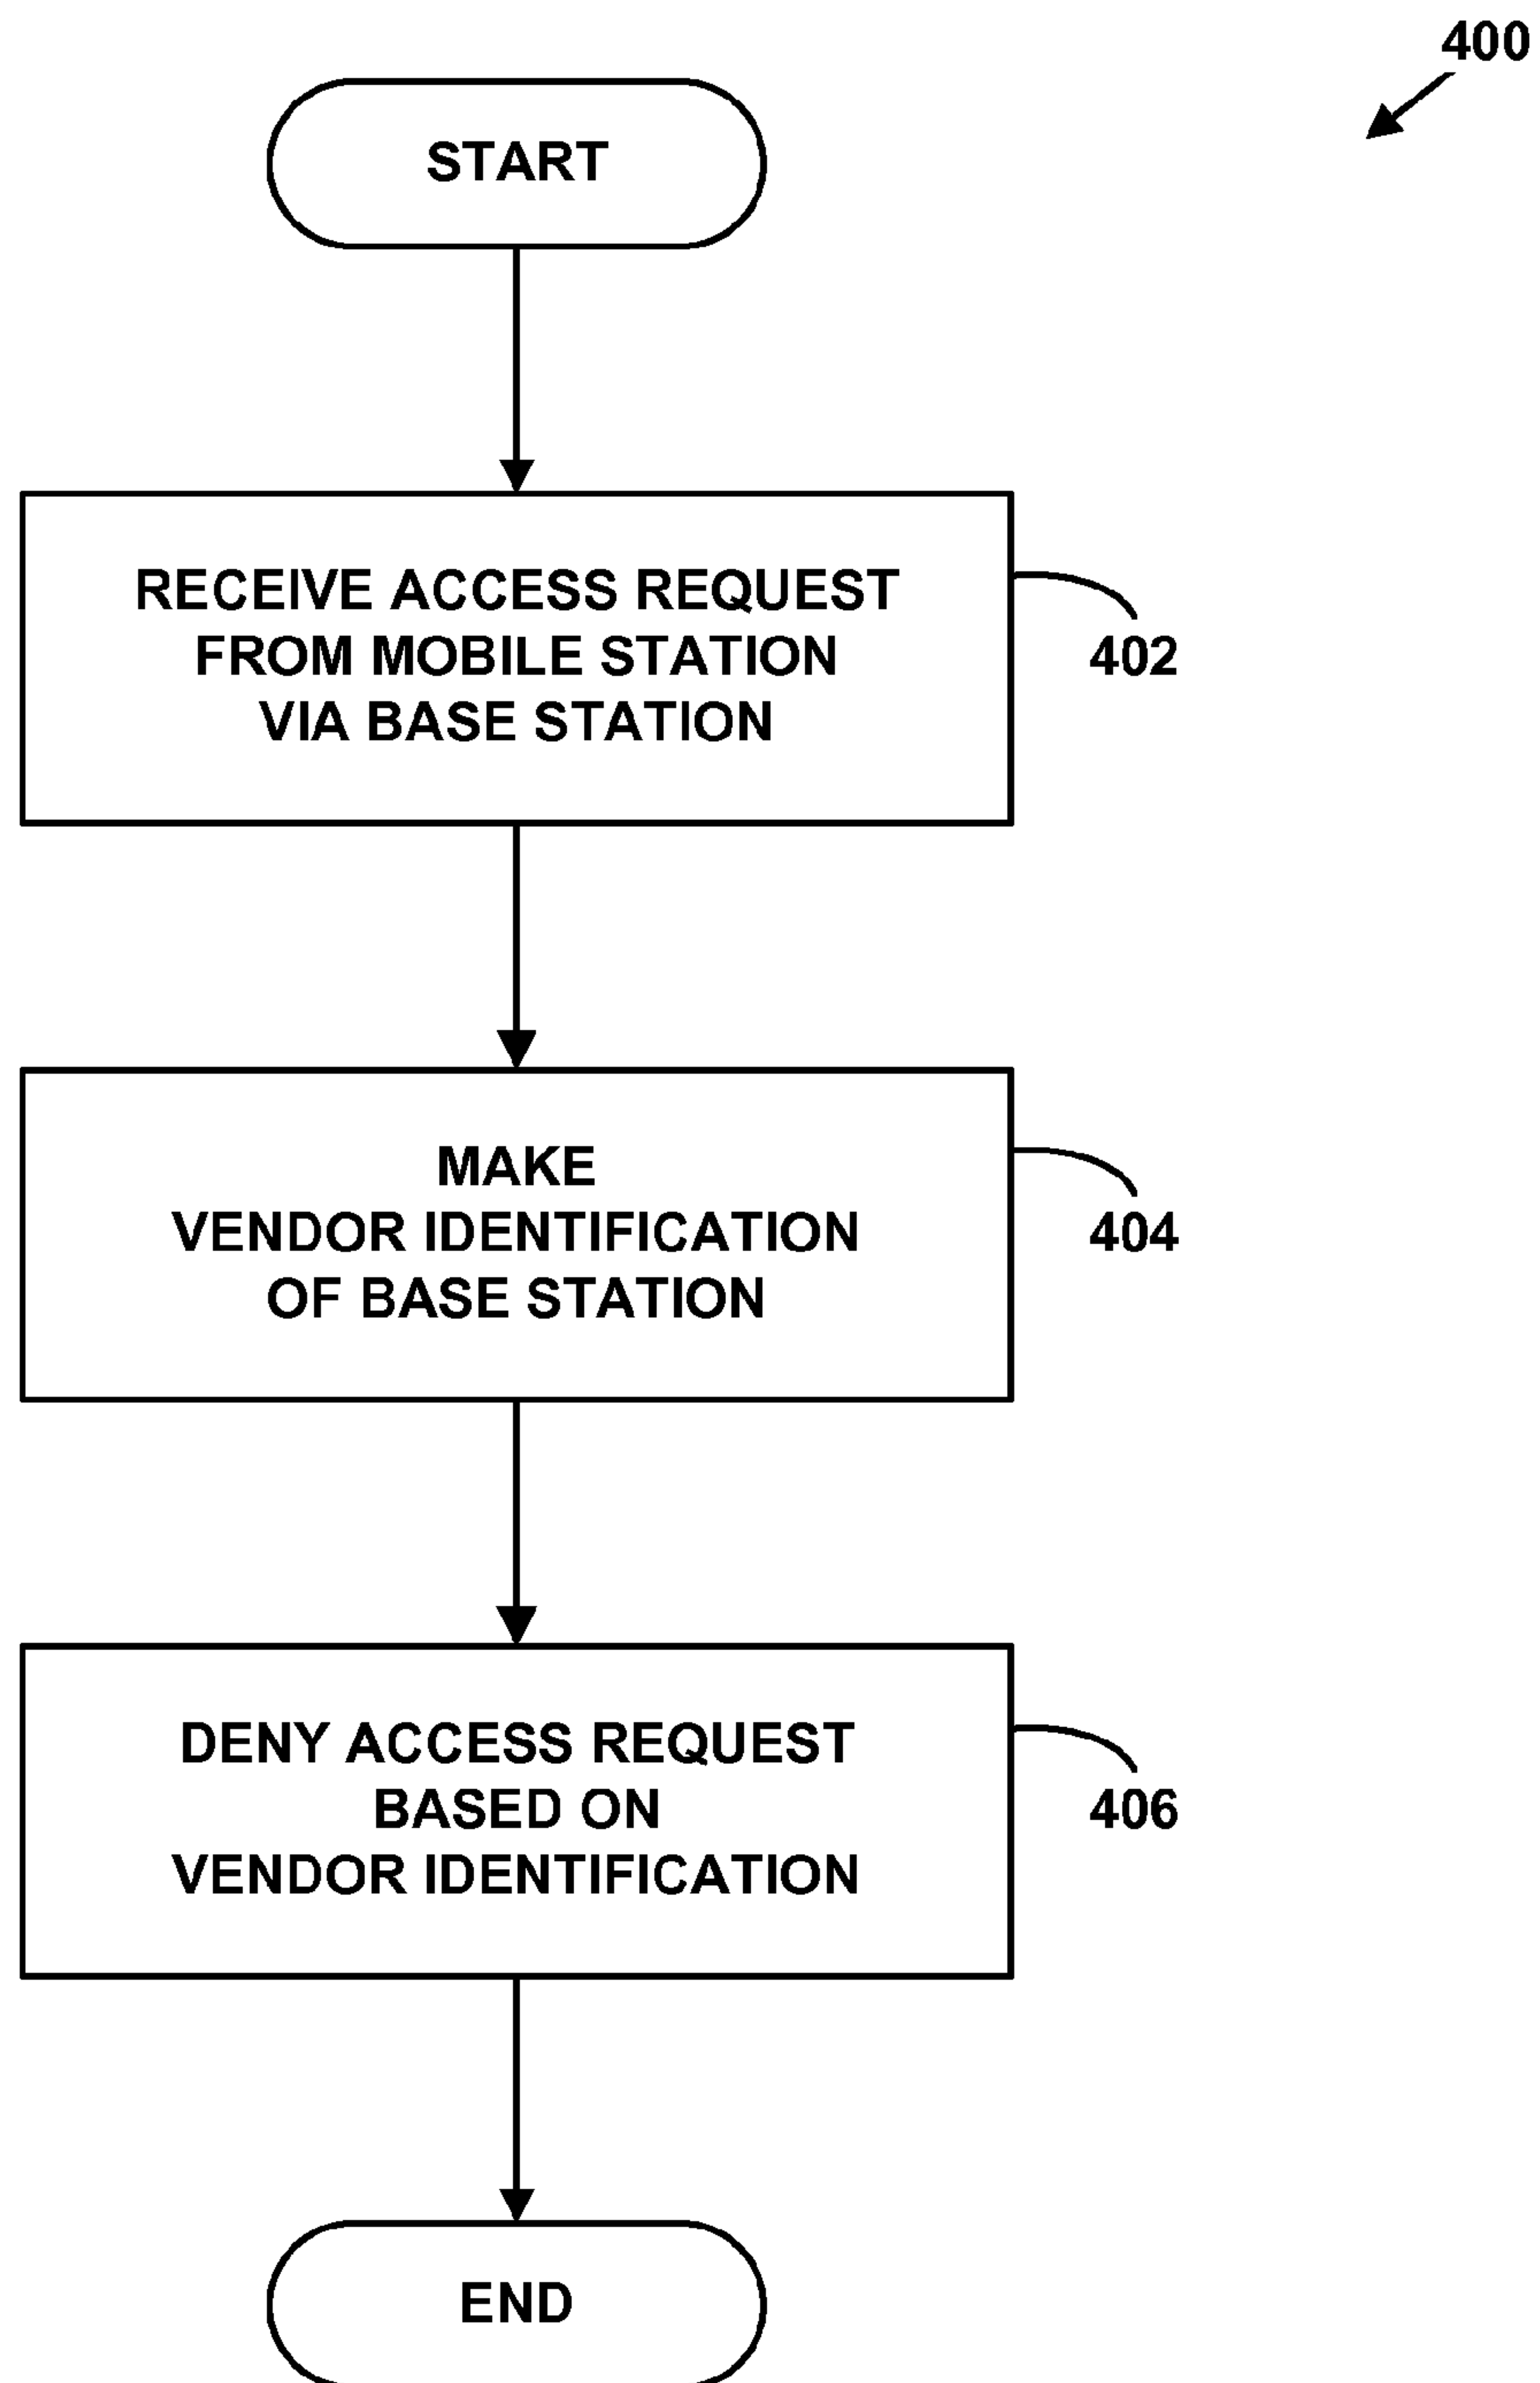 400
START
RECEIVE ACCESS REQUEST
FROM MOBILE STATION
VIA BASE STATION
402
MAKE
VENDOR IDENTIFICATION
OF BASE STATION
404
DENY ACCESS REQUEST
BASED ON
VENDOR IDENTIFICATION
406
END